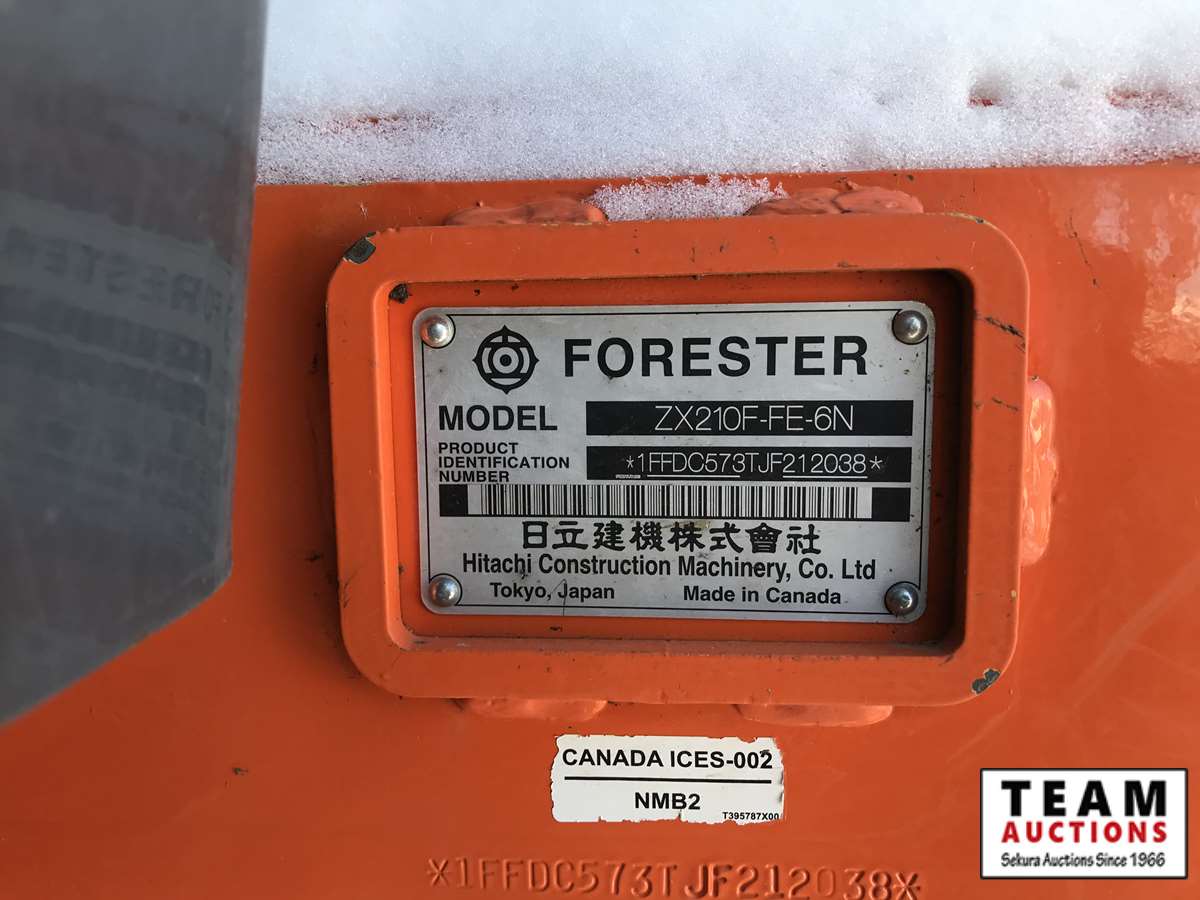 FORESTER
MODEL ZX210F-FE-6N
PRODUCT
IDENTIFICATION
NUMBER
*1FFDC573TJF212038*
日立建機株式會社
Hitachi Construction Machinery, Co. Ltd
Tokyo, Japan Made in Canada
CANADA ICES-002
NMB2
T395787X00
*1FFDC573TJF212038*
TEAM
AUCTIONS
Sekura Auctions Since 1966
FORESTER